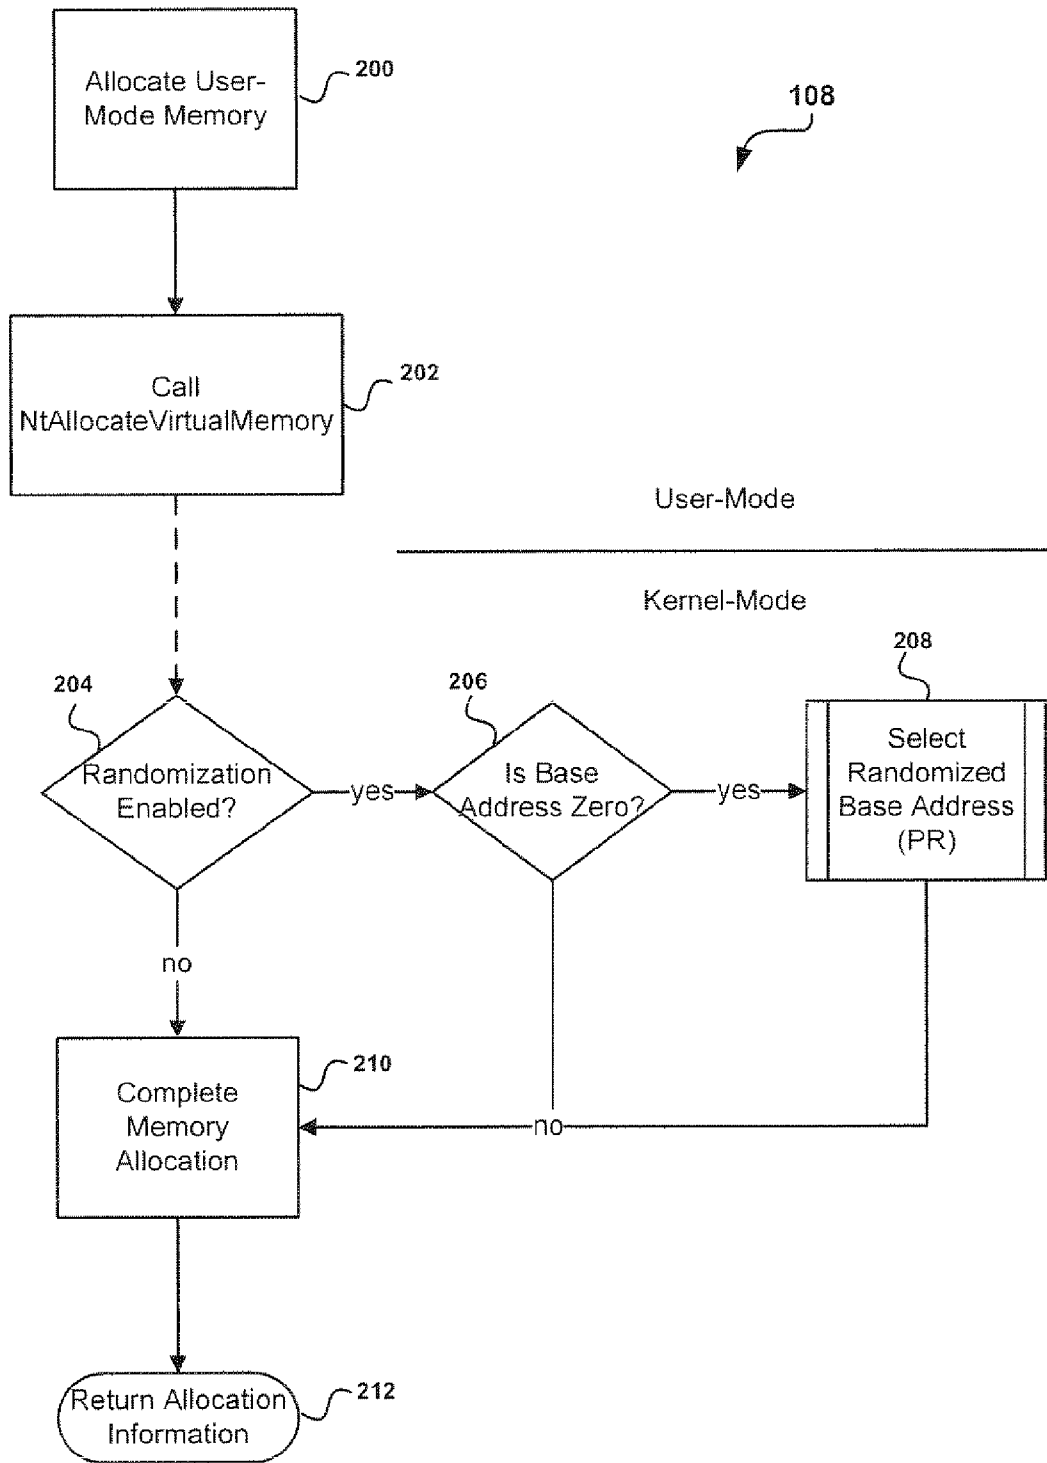 Allocate User-
Mode Memory
200
108
Call
NtAllocateVirtualMemory
202
User-Mode
Kernel-Mode
204
Randomization
Enabled?
yes
206
Is Base
Address Zero?
yes
208
Select
Randomized
Base Address
(PR)
no
210
Complete
Memory
Allocation
no
Return Allocation
Information
212